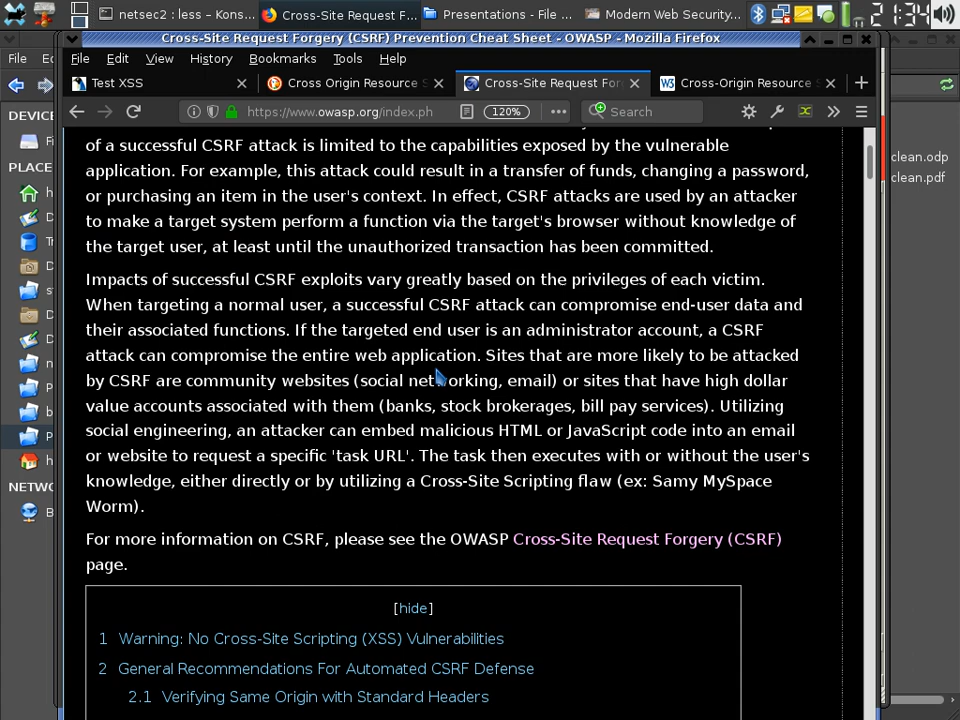 netsec2 : less – Kons...
Cross-Site Request F...
Presentations - File ...
Modern Web Security...
21:34
Cross-Site Request Forgery (CSRF) Prevention Cheat Sheet - OWASP - Mozilla Firefox
File Edit View History Bookmarks Tools Help
Test XSS
Cross Origin Resource S
Cross-Site Request For
Cross-Origin Resource S
https://www.owasp.org/index.ph
120%
Search
of a successful CSRF attack is limited to the capabilities exposed by the vulnerable
application. For example, this attack could result in a transfer of funds, changing a password,
or purchasing an item in the user's context. In effect, CSRF attacks are used by an attacker
to make a target system perform a function via the target's browser without knowledge of
the target user, at least until the unauthorized transaction has been committed.
Impacts of successful CSRF exploits vary greatly based on the privileges of each victim.
When targeting a normal user, a successful CSRF attack can compromise end-user data and
their associated functions. If the targeted end user is an administrator account, a CSRF
attack can compromise the entire web application. Sites that are more likely to be attacked
by CSRF are community websites (social networking, email) or sites that have high dollar
value accounts associated with them (banks, stock brokerages, bill pay services). Utilizing
social engineering, an attacker can embed malicious HTML or JavaScript code into an email
or website to request a specific 'task URL'. The task then executes with or without the user's
knowledge, either directly or by utilizing a Cross-Site Scripting flaw (ex: Samy MySpace
Worm).
For more information on CSRF, please see the OWASP Cross-Site Request Forgery (CSRF)
page.
[hide]
1 Warning: No Cross-Site Scripting (XSS) Vulnerabilities
2 General Recommendations For Automated CSRF Defense
2.1 Verifying Same Origin with Standard Headers
File
DEVICE
PLACE
NETWO
clean.odp
clean.pdf